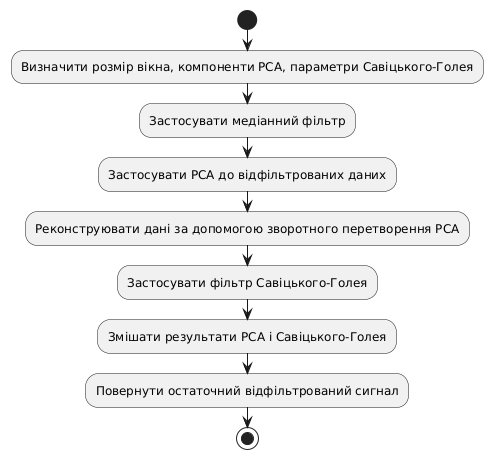 Визначити розмір вікна, компоненти PCA, параметри Савіцького-Голея
Застосувати медіанний фільтр
Застосувати PCA до відфільтрованих даних
Реконструювати дані за допомогою зворотного перетворення PCA
Застосувати фільтр Савіцького-Голея
Змішати результати PCA і Савіцького-Голея
Повернути остаточний відфільтрований сигнал